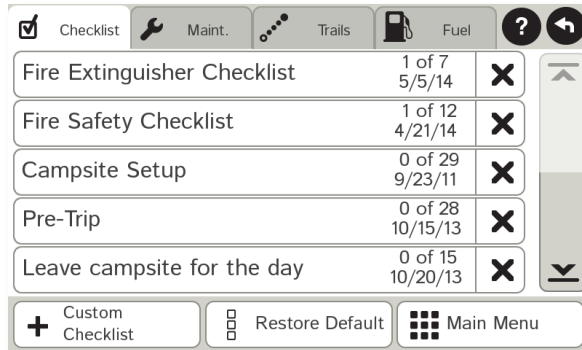 Checklist
Maint.
Trails
Fuel
?
Fire Extinguisher Checklist
1 of 7
5/5/14
Fire Safety Checklist
1 of 12
4/21/14
Campsite Setup
0 of 29
9/23/11
Pre-Trip
0 of 28
10/15/13
Leave campsite for the day
0 of 15
10/20/13
Custom
Checklist
Restore Default
Main Menu